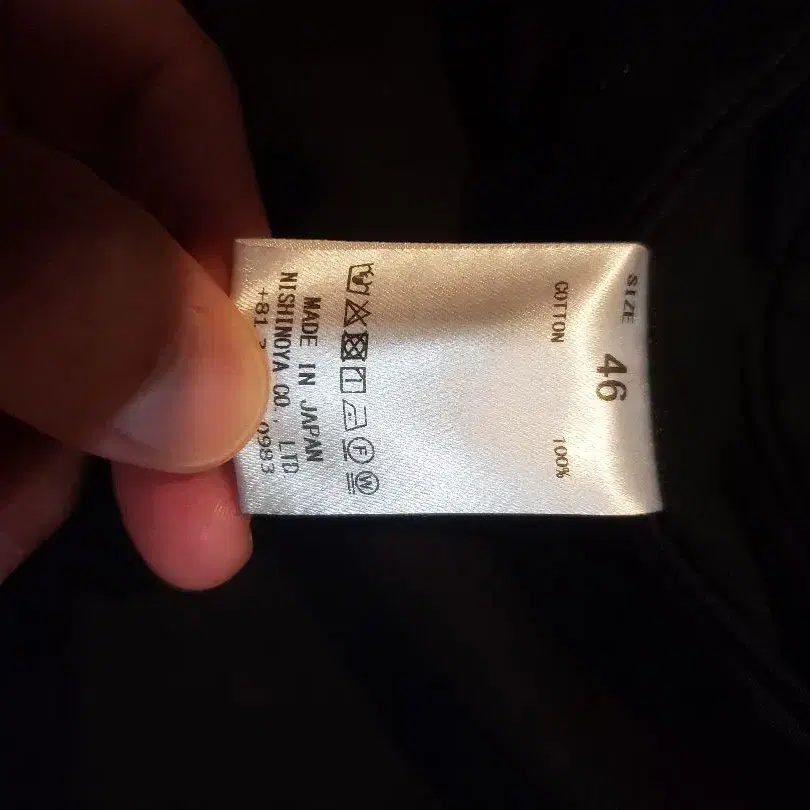 SIZE
46
COTTON 100%
F W
MADE IN JAPAN
NISHINOYA CO., LTD
+81 0983